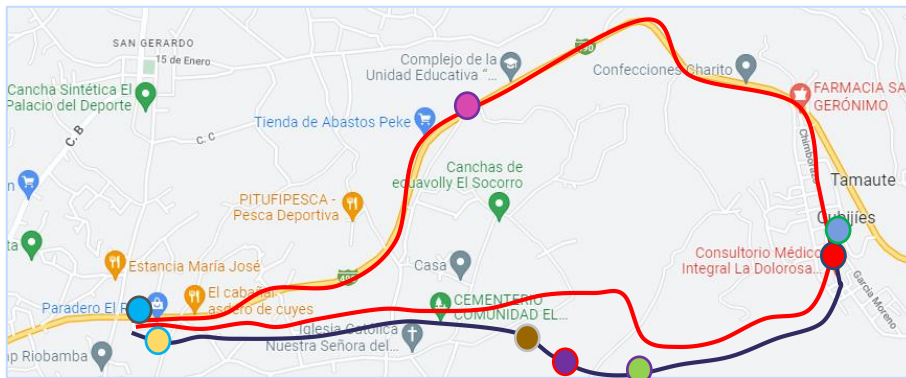 SAN GERARDO
15 de Enero
Cancha Sintética El
Palacio del Deporte
C. B
C. C
Complejo de la
Unidad Educativa “...
Confecciones Charito
FARMACIA SA
GERÓNIMO
Tienda de Abastos Peke
Chimborazo
Canchas de
ecuavolly El Socorro
Tamaute
PITUFIPESCA -
Pesca Deportiva
Cubijíes
ta
Estancia María José
Casa
Consultorio Médico
Integral La Dolorosa...
Garcia Moreno
Paradero El
El cabañal
asdero de cuyes
CEMENTERIO
COMUNIDAD EL...
Iglesia Católica
Nuestra Señora del...
ap Riobamba